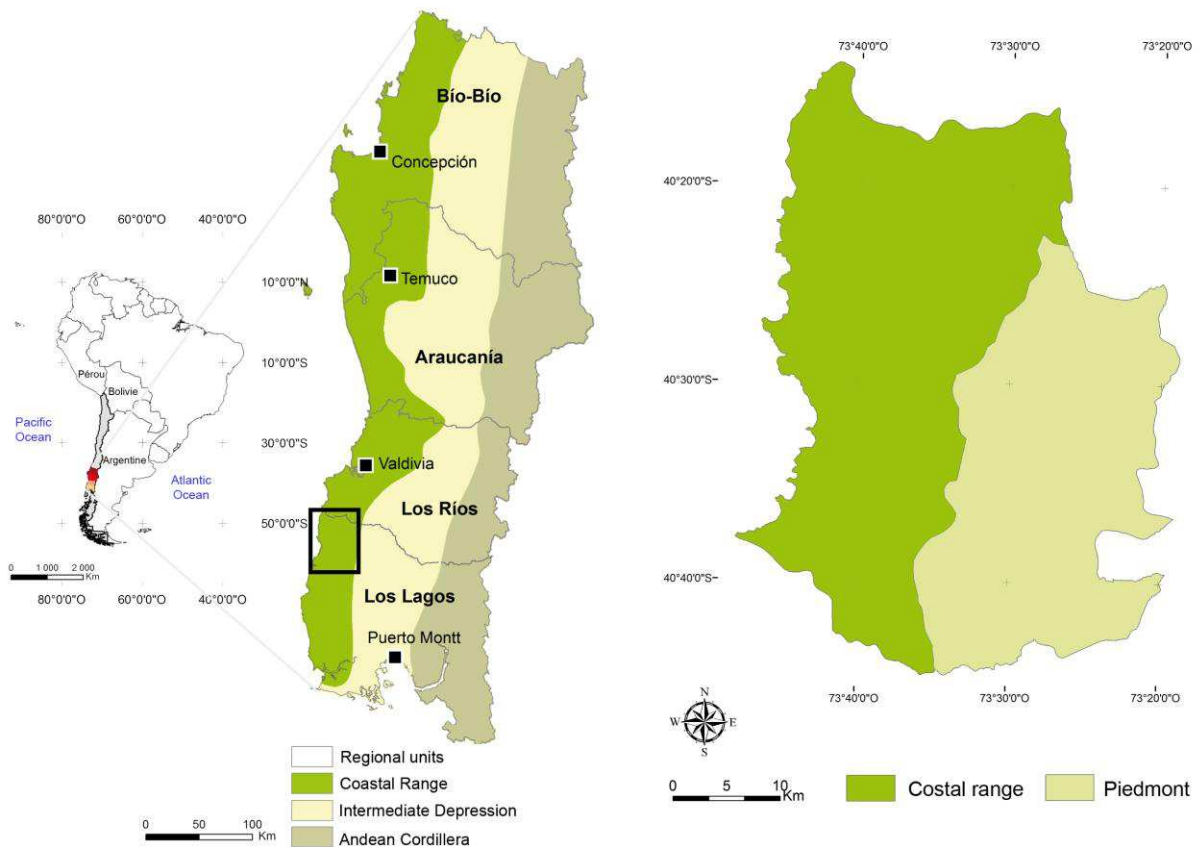 80°0'0"O 60°0'0"O 40°0'0"O
10°0'0"N
10°0'0"S
30°0'0"S
50°0'0"S
80°0'0"O 60°0'0"O 40°0'0"O
Pérou
Bolivie
Argentine
Pacific
Ocean
Atlantic
Ocean
0 1 000 2 000
Km
Bío-Bío
Concepción
Temuco
Araucanía
Valdivia
Los Ríos
Los Lagos
Puerto Montt
Regional units
Coastal Range
Intermediate Depression
Andean Cordillera
0 50 100
Km
73°40'0"O 73°30'0"O 73°20'0"O
40°20'0"S
40°30'0"S
40°40'0"S
73°40'0"O 73°30'0"O 73°20'0"O
N
W E
S
0 5 10
Km
Costal range
Piedmont